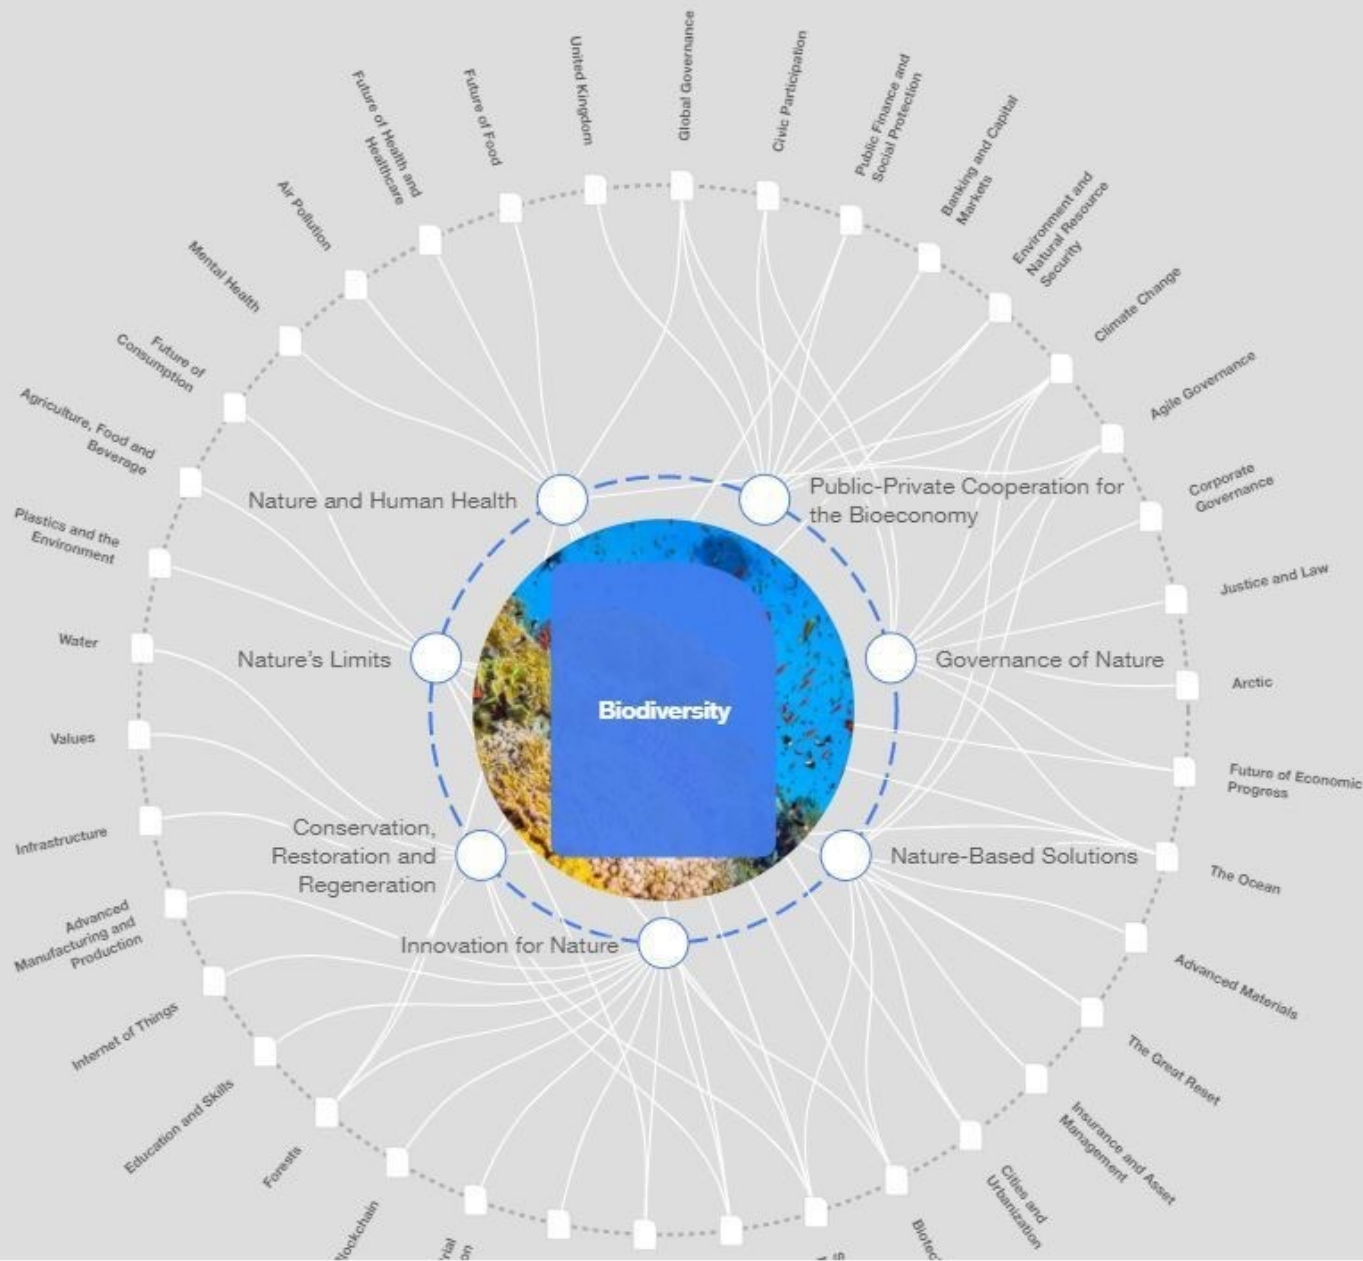 Global Governance
Civic Participation
Public Finance and
Social Protection
Banking and Capital
Markets
Environment and
Natural Resource
Security
Climate Change
Agile Governance
Corporate
Governance
Justice and Law
Arctic
Future of Economic
Progress
The Ocean
Advanced Materials
The Great Reset
Insurance and Asset
Management
Cities and
Urbanization
Forests
Education and Skills
Internet of Things
Advanced
Manufacturing and
Production
Infrastructure
Values
Water
Plastics and the
Environment
Agriculture, Food and
Beverage
Future of
Consumption
Mental Health
Air Pollution
Future of Health and
Healthcare
Future of Food
United Kingdom
Nature and Human Health
Public-Private Cooperation for
the Bioeconomy
Nature's Limits
Governance of Nature
Biodiversity
Conservation,
Restoration and
Regeneration
Nature-Based Solutions
Innovation for Nature